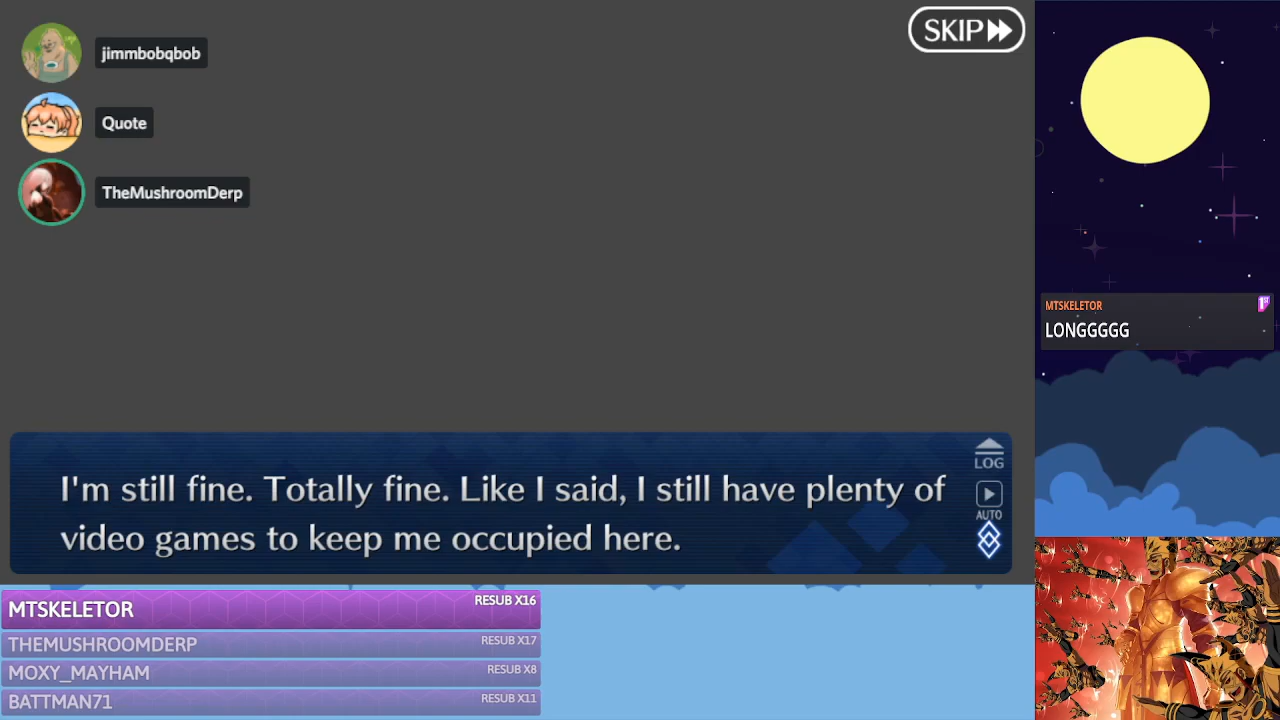 jimmbobqbob
SKIP
Quote
TheMushroomDerp
MTSKELETOR 1ST
LONGGGGG
I'm still fine. Totally fine. Like I said, I still have plenty of
video games to keep me occupied here.
LOG
AUTO
MTSKELETOR RESUB X16
THEMUSHROOMDERP RESUB X17
MOXY_MAYHAM RESUB X8
BATTMAN71 RESUB X11